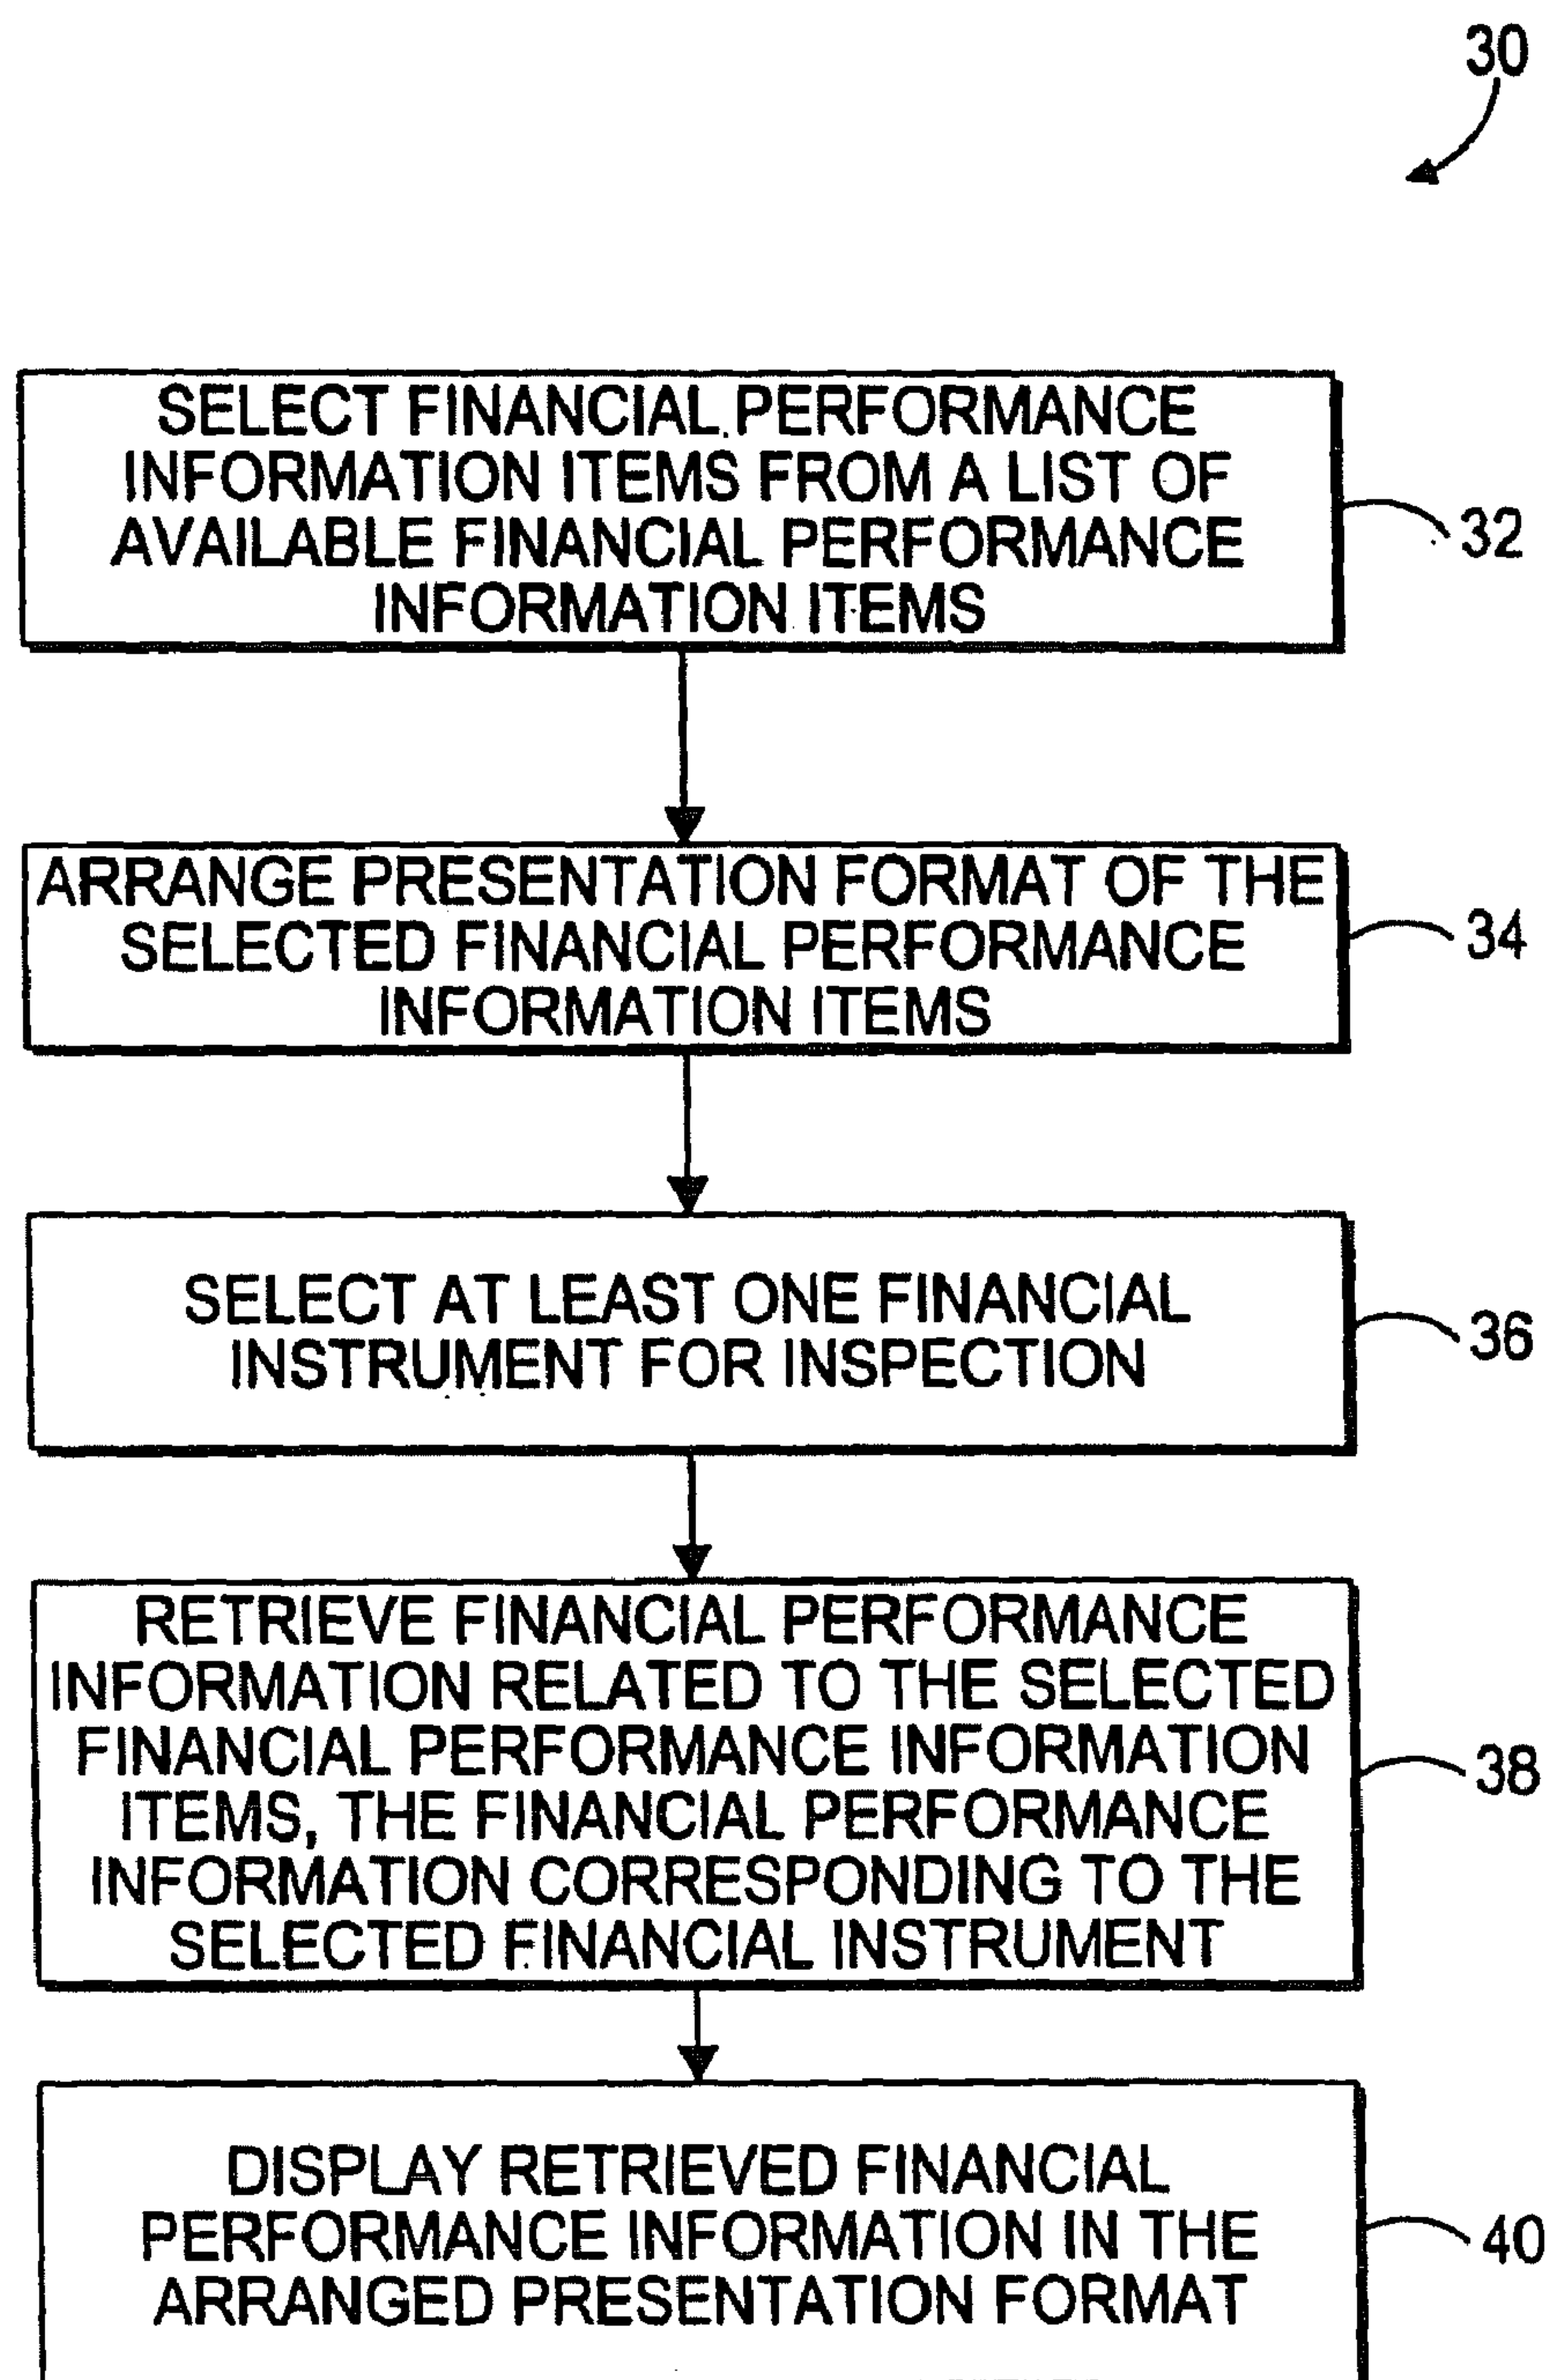 30
SELECT FINANCIAL PERFORMANCE
INFORMATION ITEMS FROM A LIST OF
AVAILABLE FINANCIAL PERFORMANCE
INFORMATION ITEMS
32
ARRANGE PRESENTATION FORMAT OF THE
SELECTED FINANCIAL PERFORMANCE
INFORMATION ITEMS
34
SELECT AT LEAST ONE FINANCIAL
INSTRUMENT FOR INSPECTION
36
RETRIEVE FINANCIAL PERFORMANCE
INFORMATION RELATED TO THE SELECTED
FINANCIAL PERFORMANCE INFORMATION
ITEMS, THE FINANCIAL PERFORMANCE
INFORMATION CORRESPONDING TO THE
SELECTED FINANCIAL INSTRUMENT
38
DISPLAY RETRIEVED FINANCIAL
PERFORMANCE INFORMATION IN THE
ARRANGED PRESENTATION FORMAT
40